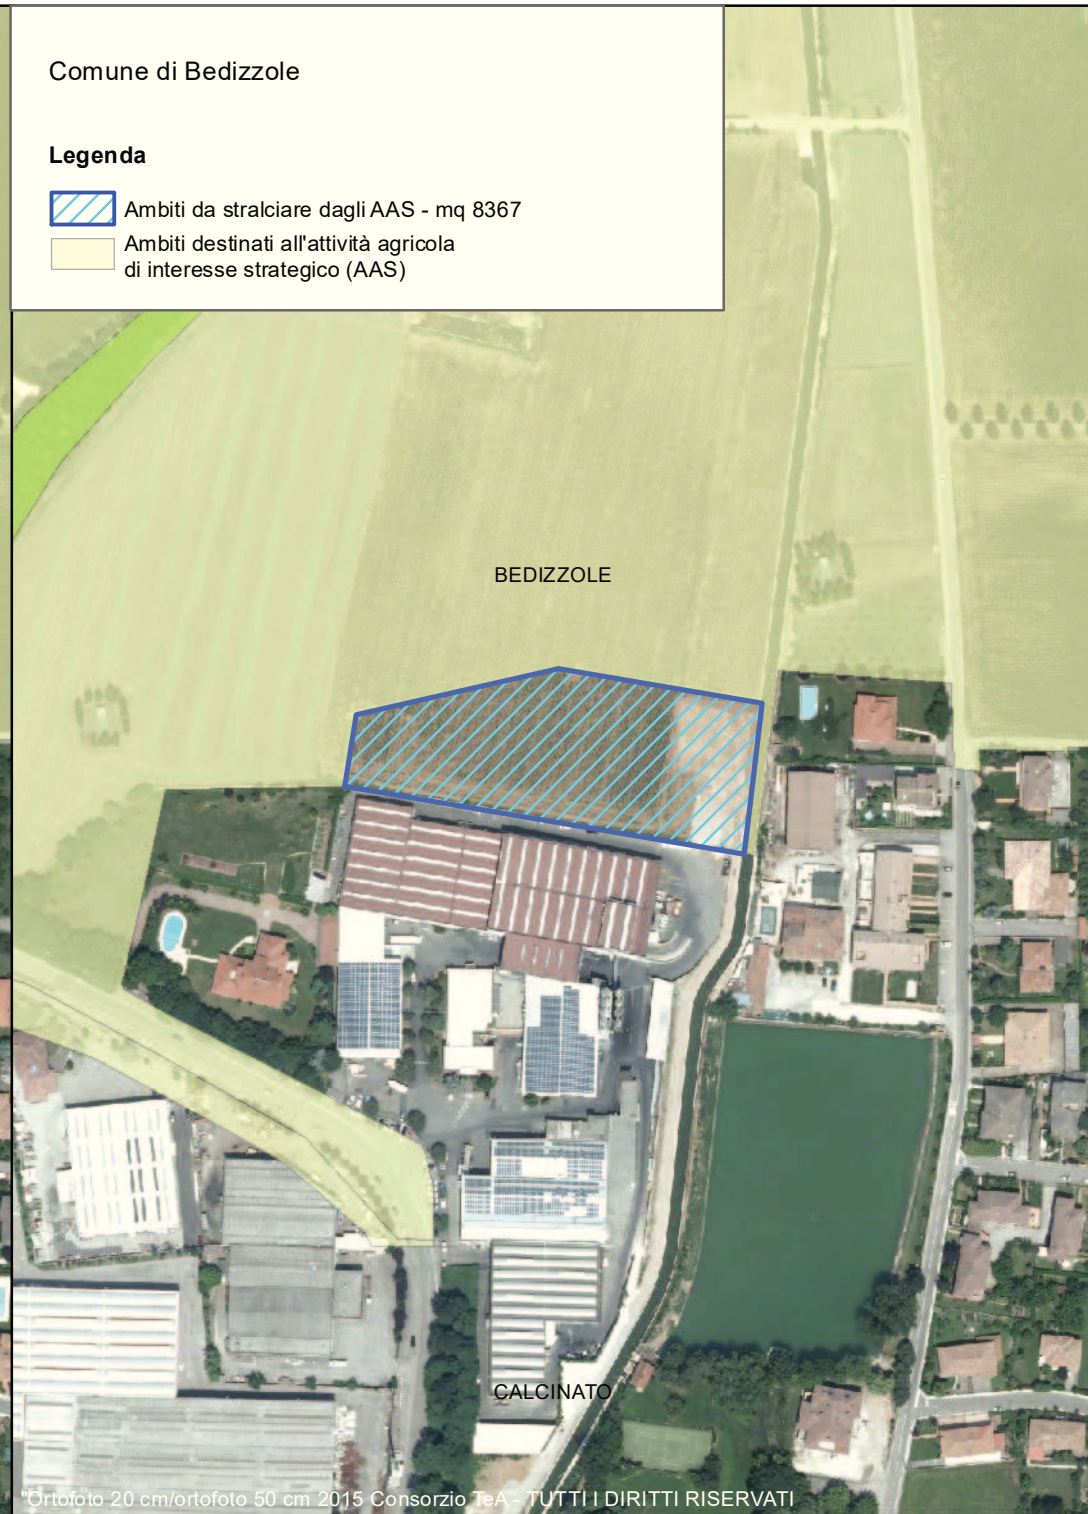 Comune di Bedizzole
Legenda
Ambiti da stralciare dagli AAS - mq 8367
Ambiti destinati all'attività agricola
di interesse strategico (AAS)
BEDIZZOLE
CALCINATO
"Ortofoto 20 cm/ortofoto 50 cm 2015 Consorzio TeA - TUTTI I DIRITTI RISERVATI